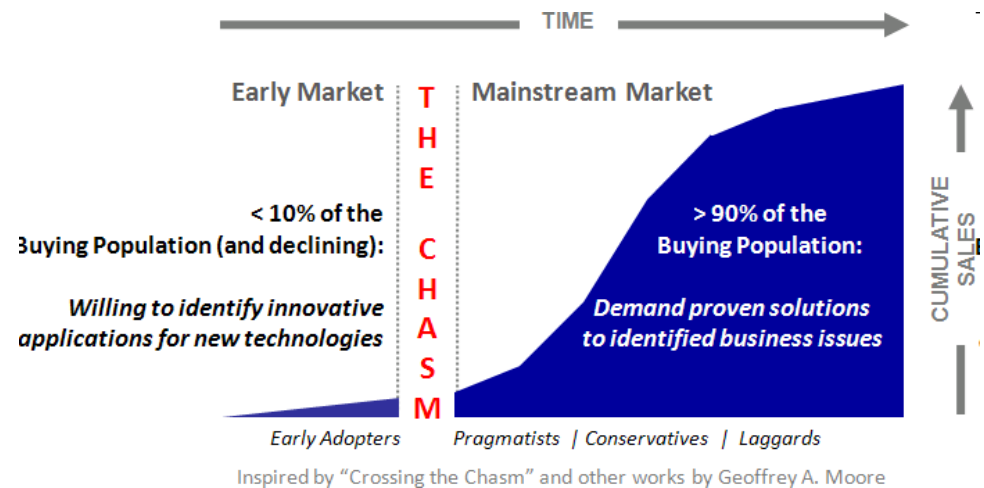 TIME
Early Market
THE CHASM
Mainstream Market
< 10% of the
Buying Population (and declining):
Willing to identify innovative
applications for new technologies
> 90% of the
Buying Population:
Demand proven solutions
to identified business issues
CUMULATIVE
SALES
Early Adopters
Pragmatists | Conservatives | Laggards
Inspired by “Crossing the Chasm” and other works by Geoffrey A. Moore